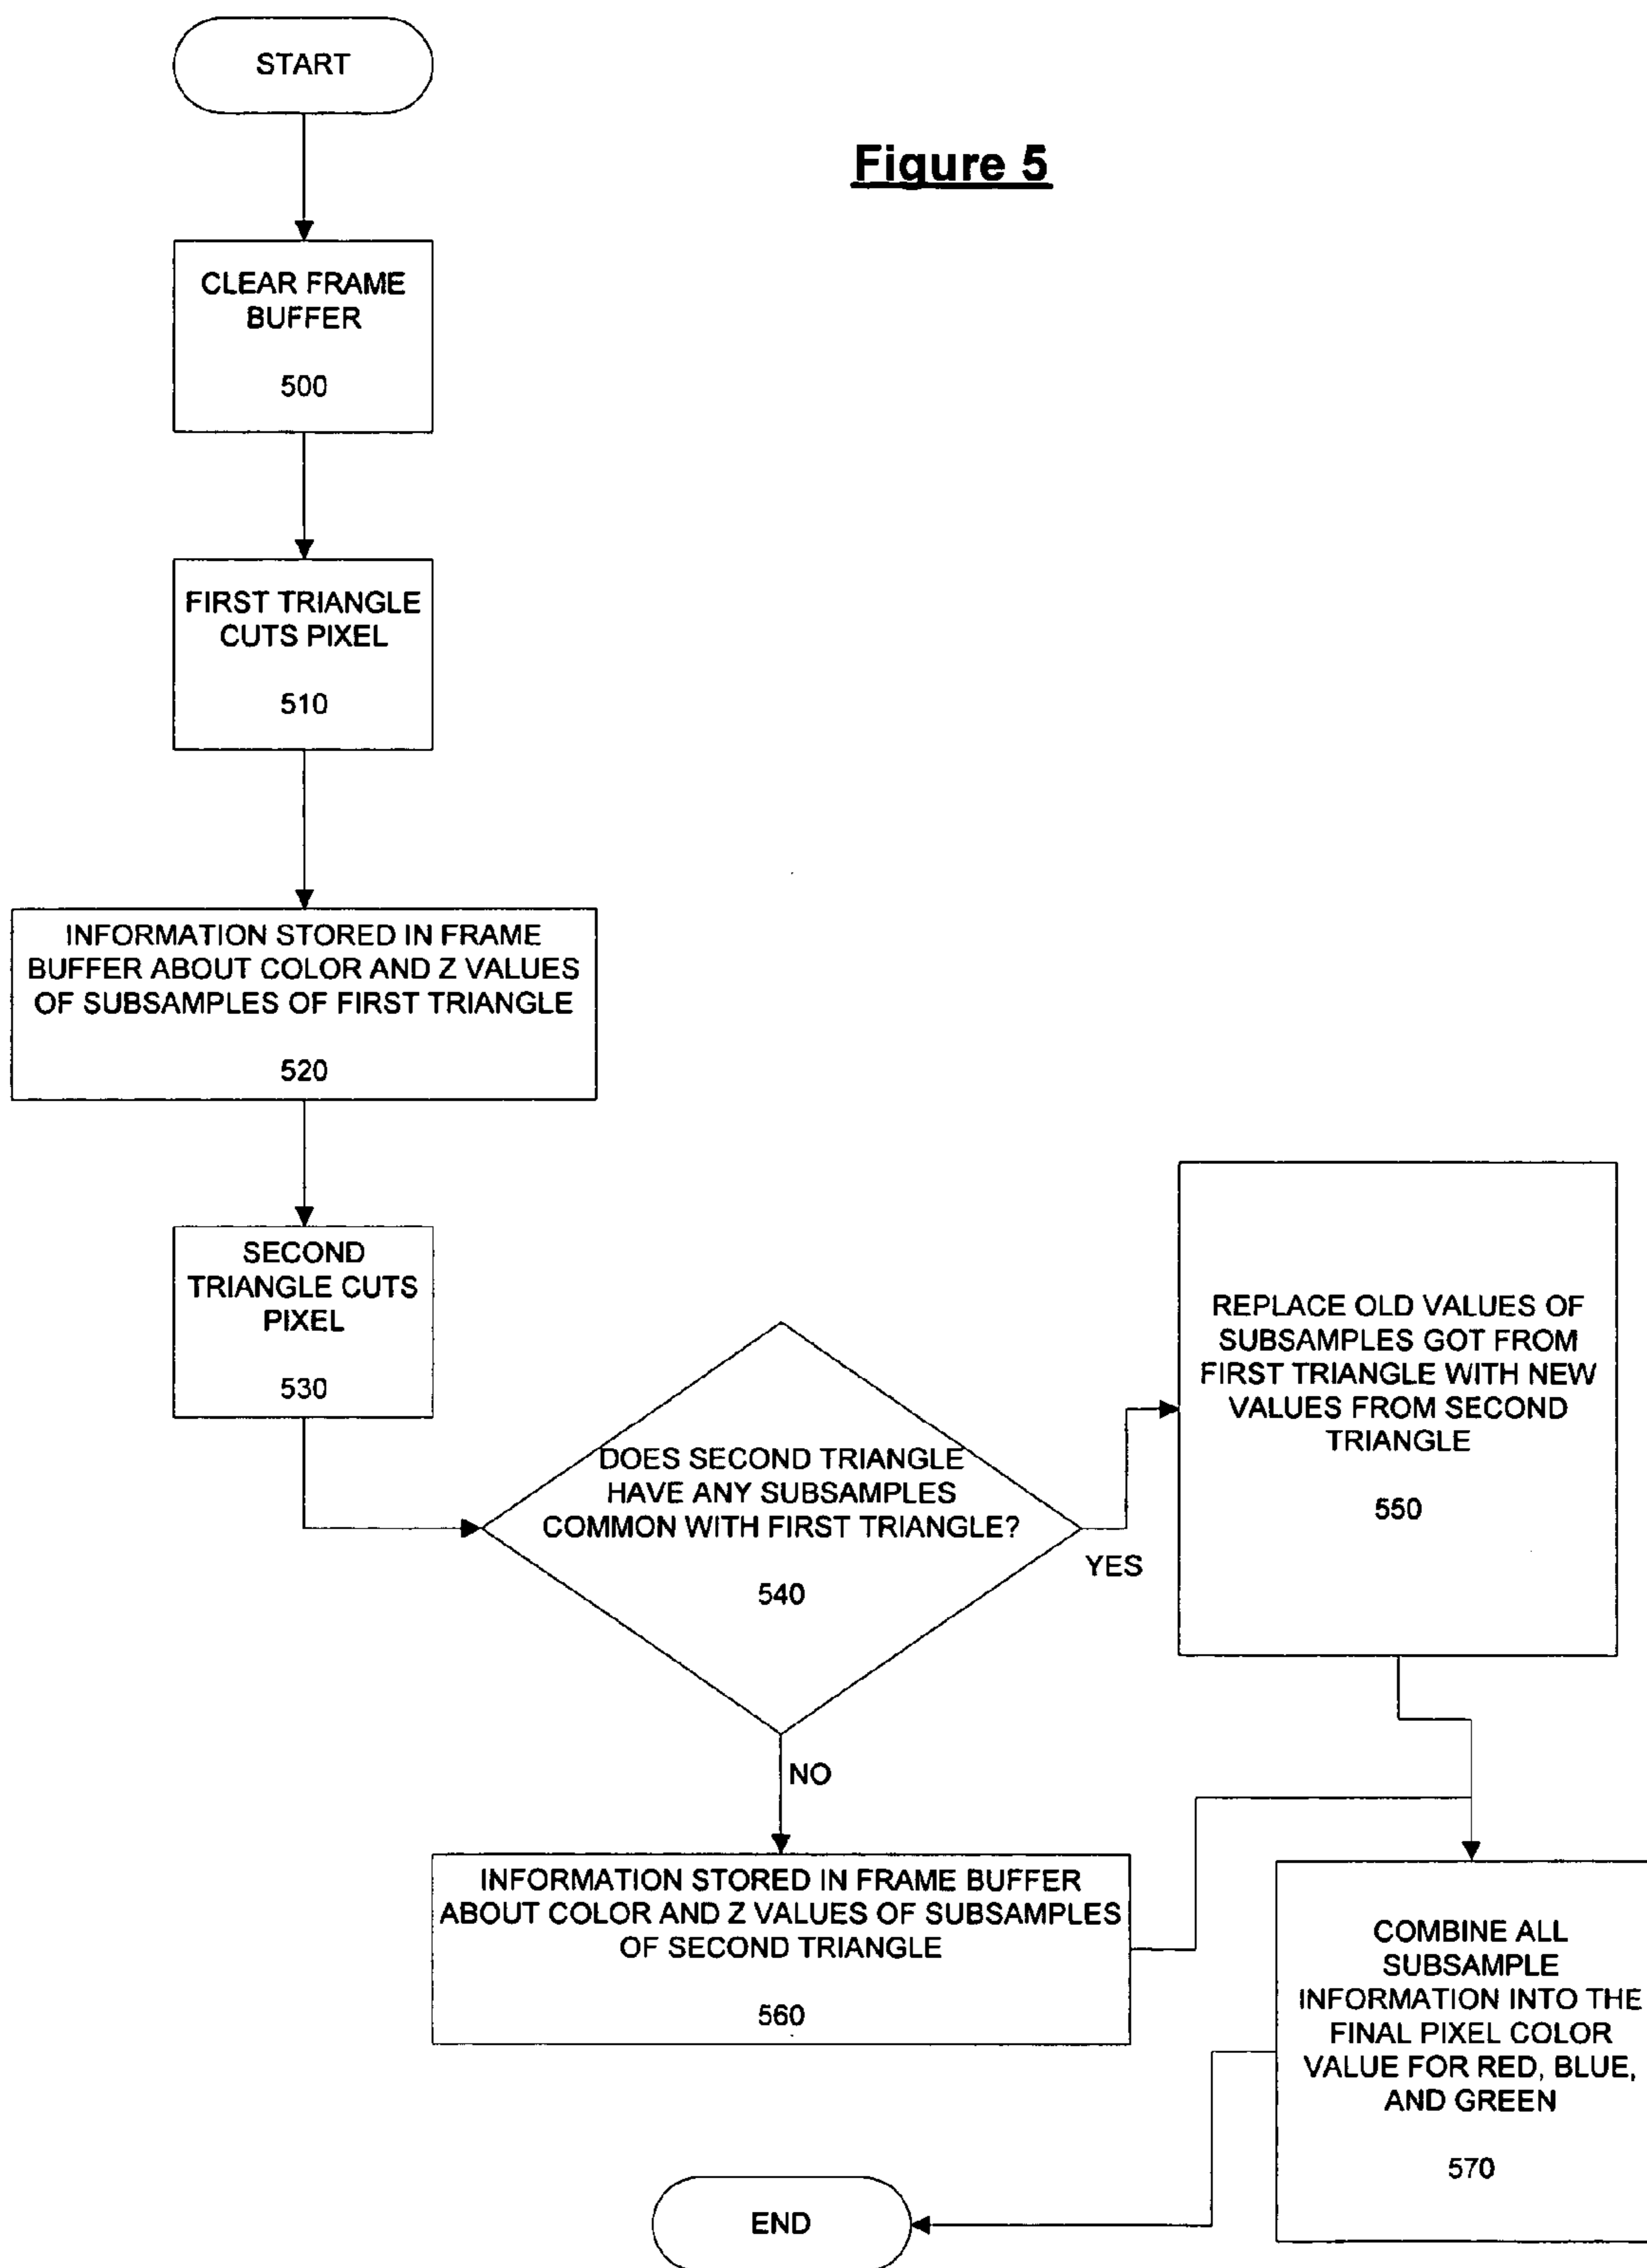 START
Figure 5
CLEAR FRAME
BUFFER
500
FIRST TRIANGLE
CUTS PIXEL
510
INFORMATION STORED IN FRAME
BUFFER ABOUT COLOR AND Z VALUES
OF SUBSAMPLES OF FIRST TRIANGLE
520
SECOND
TRIANGLE CUTS
PIXEL
530
DOES SECOND TRIANGLE
HAVE ANY SUBSAMPLES
COMMON WITH FIRST TRIANGLE?
540
YES
REPLACE OLD VALUES OF
SUBSAMPLES GOT FROM
FIRST TRIANGLE WITH NEW
VALUES FROM SECOND
TRIANGLE
550
NO
INFORMATION STORED IN FRAME BUFFER
ABOUT COLOR AND Z VALUES OF SUBSAMPLES
OF SECOND TRIANGLE
560
COMBINE ALL
SUBSAMPLE
INFORMATION INTO THE
FINAL PIXEL COLOR
VALUE FOR RED, BLUE,
AND GREEN
570
END